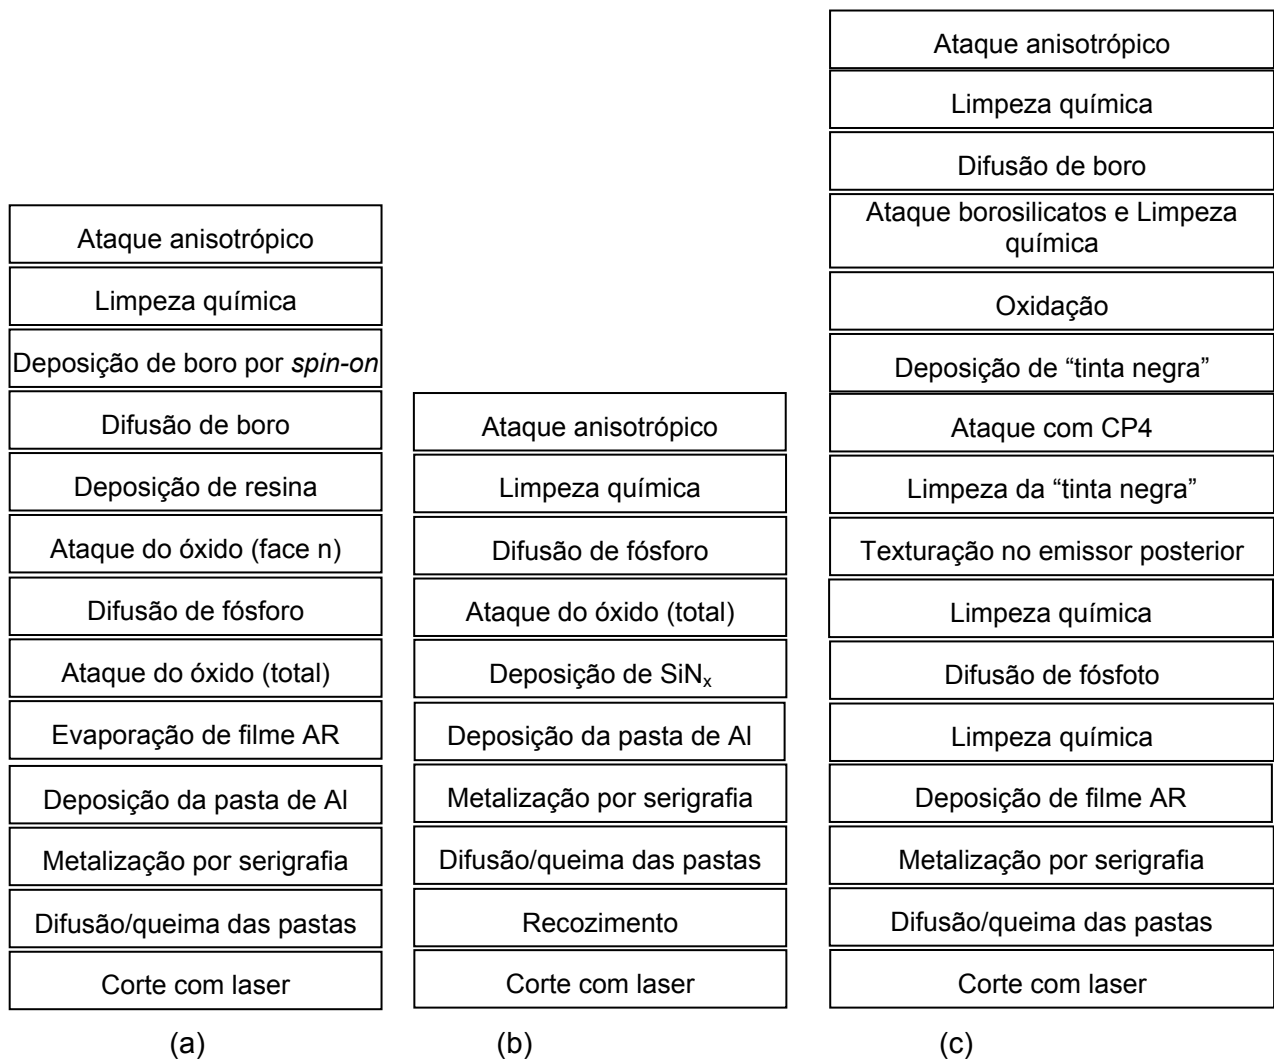 Ataque anisotrópico
Limpeza química
Deposição de boro por spin-on
Difusão de boro
Deposição de resina
Ataque do óxido (face n)
Difusão de fósforo
Ataque do óxido (total)
Evaporação de filme AR
Deposição da pasta de Al
Metalização por serigrafia
Difusão/queima das pastas
Corte com laser
(a)
Ataque anisotrópico
Limpeza química
Difusão de fósforo
Ataque do óxido (total)
Deposição de SiNx
Deposição da pasta de Al
Metalização por serigrafia
Difusão/queima das pastas
Recozimento
Corte com laser
(b)
Ataque anisotrópico
Limpeza química
Difusão de boro
Ataque borosilicatos e Limpeza
química
Oxidação
Deposição de “tinta negra”
Ataque com CP4
Limpeza da “tinta negra”
Texturação no emissor posterior
Limpeza química
Difusão de fósfoto
Limpeza química
Deposição de filme AR
Metalização por serigrafia
Difusão/queima das pastas
Corte com laser
(c)